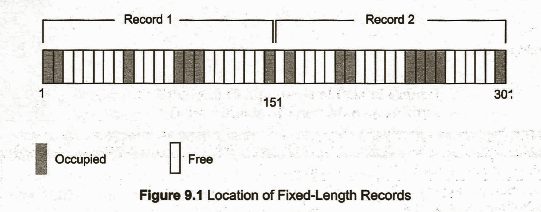 Record 1 Record 2
1 151 301
Occupied Free
Figure 9.1 Location of Fixed-Length Records